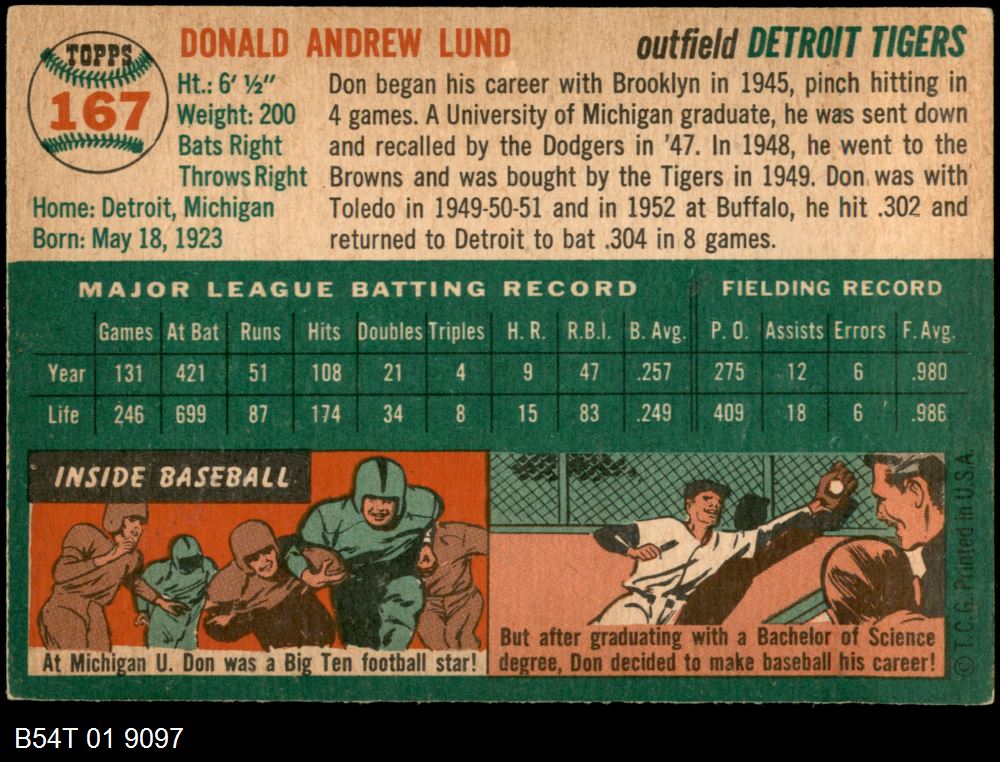 TOPPS
167
DONALD ANDREW LUND
outfield DETROIT TIGERS
Ht.: 6' ½"
Weight: 200
Bats Right
Throws Right
Home: Detroit, Michigan
Born: May 18, 1923
Don began his career with Brooklyn in 1945, pinch hitting in
4 games. A University of Michigan graduate, he was sent down
and recalled by the Dodgers in '47. In 1948, he went to the
Browns and was bought by the Tigers in 1949. Don was with
Toledo in 1949-50-51 and in 1952 at Buffalo, he hit .302 and
returned to Detroit to bat .304 in 8 games.
MAJOR LEAGUE BATTING RECORD FIELDING RECORD
Games At Bat Runs Hits Doubles Triples H. R. R.B.I. B. Avg. P. O. Assists Errors F. Avg.
Year 131 421 51 108 21 4 9 47 .257 275 12 6 .980
Life 246 699 87 174 34 8 15 83 .249 409 18 6 .986
INSIDE BASEBALL
At Michigan U. Don was a Big Ten football star!
But after graduating with a Bachelor of Science
degree, Don decided to make baseball his career!
© T. C. G. Printed in U.S.A.
B54T 01 9097